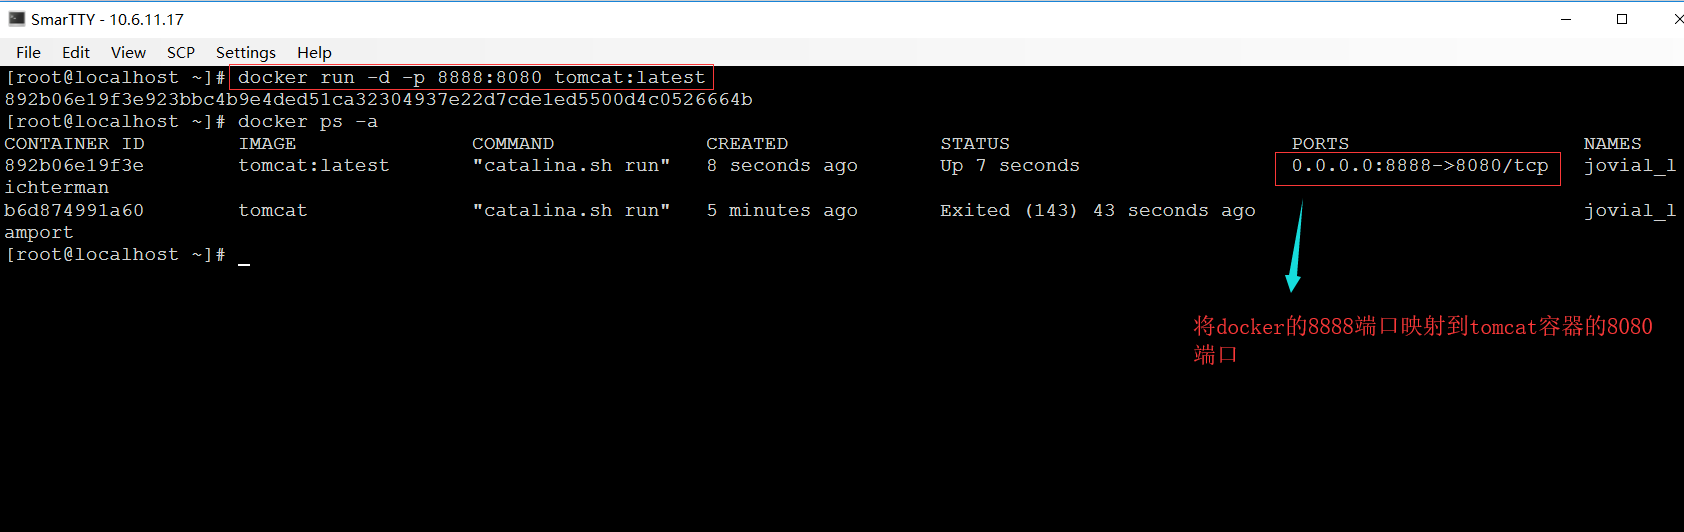 SmarTTY - 10.6.11.17
File Edit View SCP Settings Help
[root@localhost ~]# docker run -d -p 8888:8080 tomcat:latest
892b06e19f3e923bbc4b9e4ded51ca32304937e22d7cde1ed5500d4c0526664b
[root@localhost ~]# docker ps -a
CONTAINER ID IMAGE COMMAND CREATED STATUS PORTS NAMES
892b06e19f3e tomcat:latest "catalina.sh run" 8 seconds ago Up 7 seconds 0.0.0.0:8888->8080/tcp jovial_l
ichterman
b6d874991a60 tomcat "catalina.sh run" 5 minutes ago Exited (143) 43 seconds ago jovial_l
amport
[root@localhost ~]#
将docker的8888端口映射到tomcat容器的8080
端口